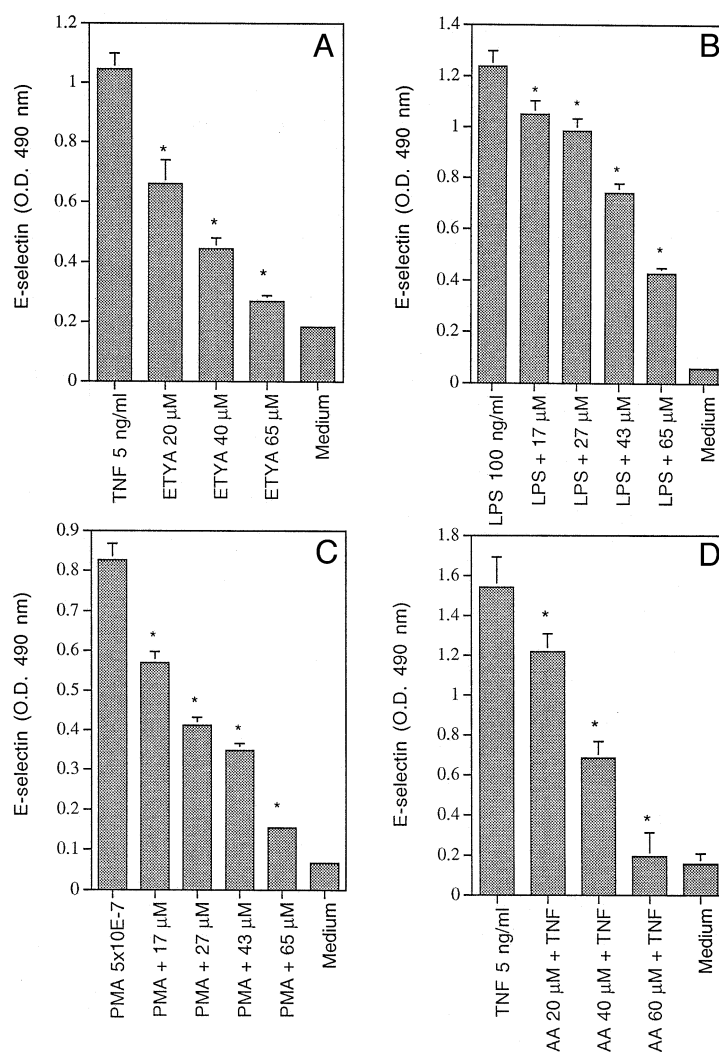 A
E-selectin (O.D. 490 nm)
1.2
1
0.8
0.6
0.4
0.2
0
*
*
*
TNF 5 ng/ml
ETYA 20 μM
ETYA 40 μM
ETYA 65 μM
Medium
B
E-selectin (O.D. 490 nm)
1.4
1.2
1
0.8
0.6
0.4
0.2
0
*
*
*
*
LPS 100 ng/ml
LPS + 17 μM
LPS + 27 μM
LPS + 43 μM
LPS + 65 μM
Medium
C
E-selectin (O.D. 490 nm)
0.9
0.8
0.7
0.6
0.5
0.4
0.3
0.2
0.1
0
*
*
*
*
PMA 5x10E-7
PMA + 17 μM
PMA + 27 μM
PMA + 43 μM
PMA + 65 μM
Medium
D
E-selectin (O.D. 490 nm)
1.8
1.6
1.4
1.2
1
0.8
0.6
0.4
0.2
0
*
*
*
TNF 5 ng/ml
AA 20 μM + TNF
AA 40 μM + TNF
AA 60 μM + TNF
Medium